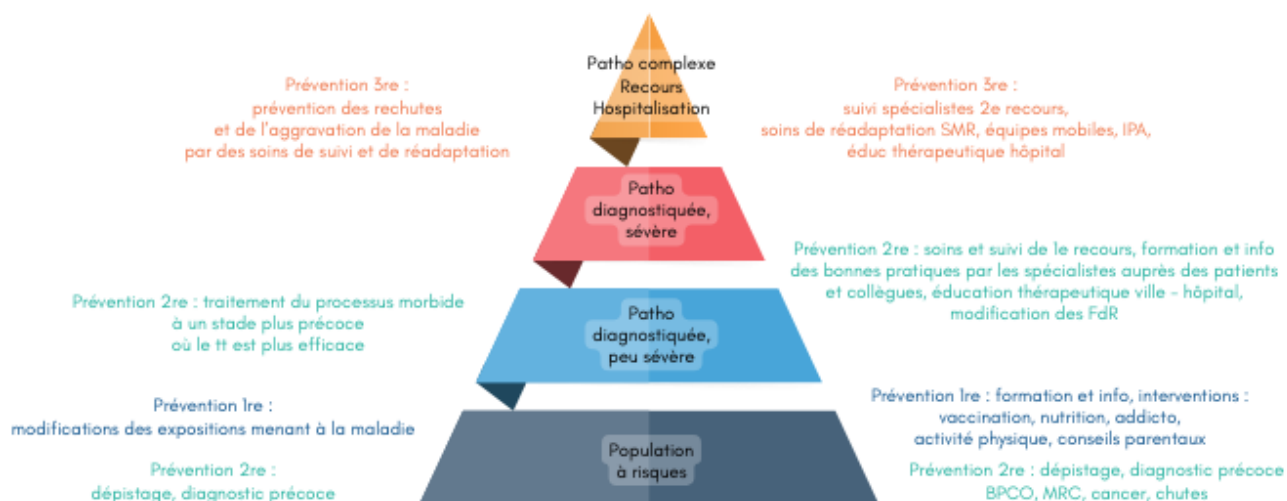 Patho complexe
Recours
Hospitalisation
Prévention 3re :
prévention des rechutes
et de l'aggravation de la maladie
par des soins de suivi et de réadaptation
Prévention 3re :
suivi spécialistes 2e recours,
soins de réadaptation SMR, équipes mobiles, IPA,
éduc thérapeutique hôpital
Patho
diagnostiquée,
sévère
Prévention 2re : soins et suivi de 1e recours, formation et info
des bonnes pratiques par les spécialistes auprès des patients
et collègues, éducation thérapeutique ville - hôpital,
modification des FdR
Prévention 2re : traitement du processus morbide
à un stade plus précoce
où le tt est plus efficace
Patho
diagnostiquée,
peu sévère
Prévention 1re :
modifications des expositions menant à la maladie
Prévention 1re : formation et info, interventions :
vaccination, nutrition, addicto,
activité physique, conseils parentaux
Population
à risques
Prévention 2re :
dépistage, diagnostic précoce
Prévention 2re : dépistage, diagnostic précoce
BPCO, MRC, cancer, chutes